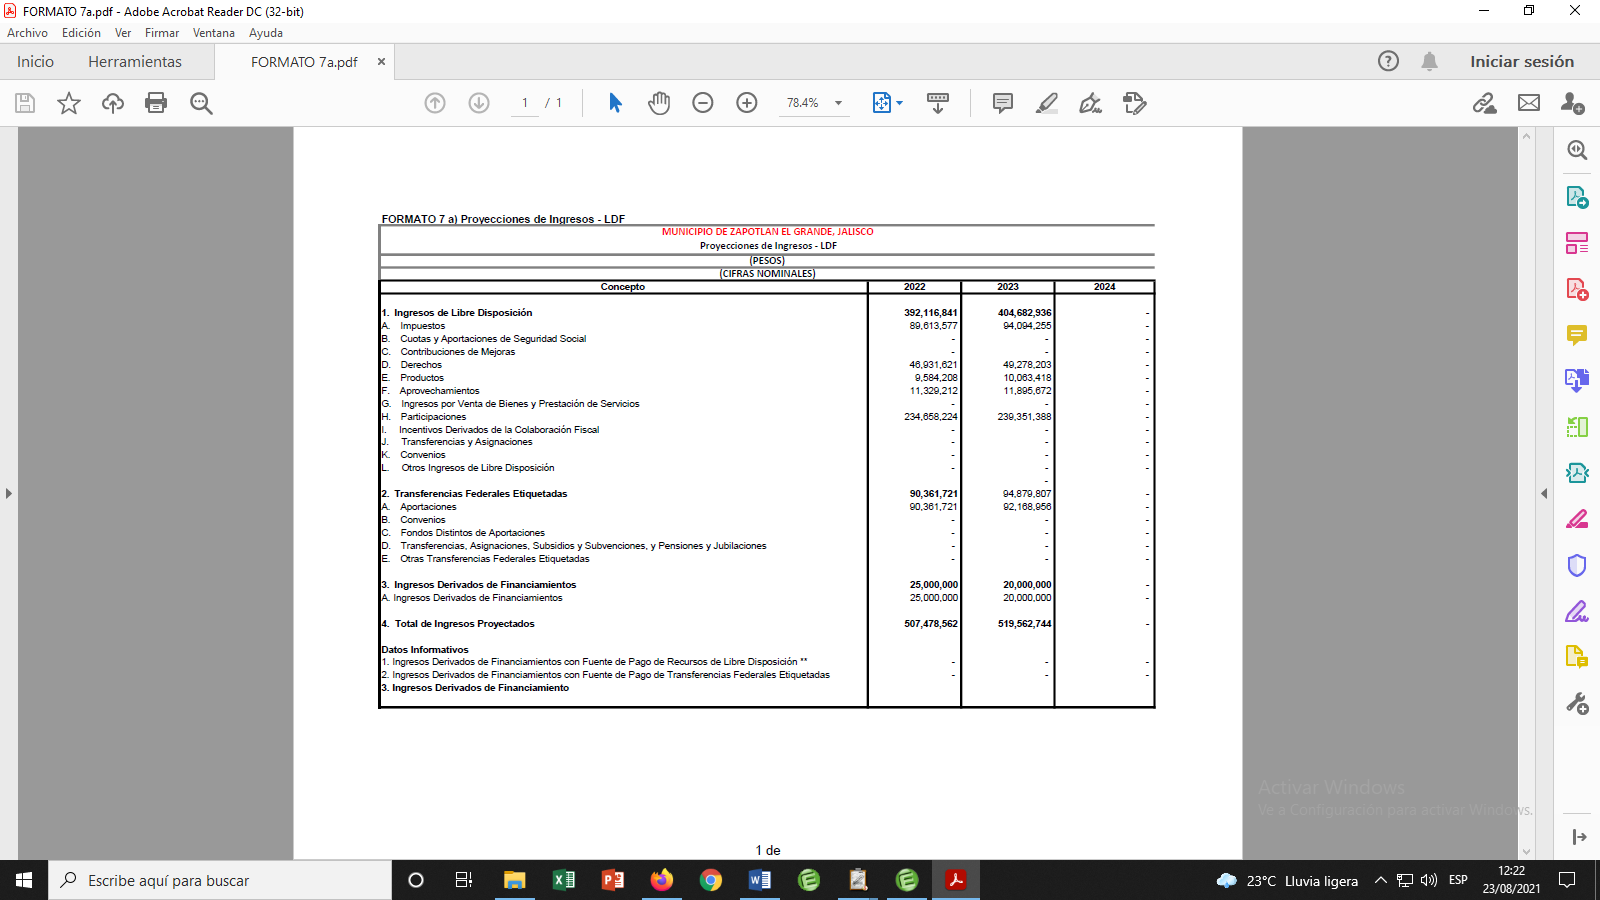 FORMATO 7a.pdf - Adobe Acrobat Reader DC (32-bit)
Archivo Edición Ver Firmar Ventana Ayuda
Inicio Herramientas FORMATO 7a.pdf × Iniciar sesión
1 / 1 78.4%
FORMATO 7 a) Proyecciones de Ingresos - LDF
MUNICIPIO DE ZAPOTLAN EL GRANDE, JALISCO
Proyecciones de Ingresos - LDF
(PESOS)
(CIFRAS NOMINALES)
Concepto 2022 2023 2024
1. Ingresos de Libre Disposición 392,116,841 404,682,936 -
A. Impuestos 89,613,577 94,094,255 -
B. Cuotas y Aportaciones de Seguridad Social - - -
C. Contribuciones de Mejoras - - -
D. Derechos 46,931,621 49,278,203 -
E. Productos 9,584,208 10,063,418 -
F. Aprovechamientos 11,329,212 11,895,672 -
G. Ingresos por Venta de Bienes y Prestación de Servicios - - -
H. Participaciones 234,658,224 239,351,388 -
I. Incentivos Derivados de la Colaboración Fiscal - - -
J. Transferencias y Asignaciones - - -
K. Convenios - - -
L. Otros Ingresos de Libre Disposición - - -
-
2. Transferencias Federales Etiquetadas 90,361,721 94,879,807 -
A. Aportaciones 90,361,721 92,168,956 -
B. Convenios - - -
C. Fondos Distintos de Aportaciones - - -
D. Transferencias, Asignaciones, Subsidios y Subvenciones, y Pensiones y Jubilaciones - - -
E. Otras Transferencias Federales Etiquetadas - - -
3. Ingresos Derivados de Financiamientos 25,000,000 20,000,000 -
A. Ingresos Derivados de Financiamientos 25,000,000 20,000,000 -
4. Total de Ingresos Proyectados 507,478,562 519,562,744 -
Datos Informativos
1. Ingresos Derivados de Financiamientos con Fuente de Pago de Recursos de Libre Disposición ** - - -
2. Ingresos Derivados de Financiamientos con Fuente de Pago de Transferencias Federales Etiquetadas - - -
3. Ingresos Derivados de Financiamiento
Activar Windows
Ve a Configuración para activar Windows.
1 de
Escribe aquí para buscar
23°C Lluvia ligera ESP 12:22
23/08/2021